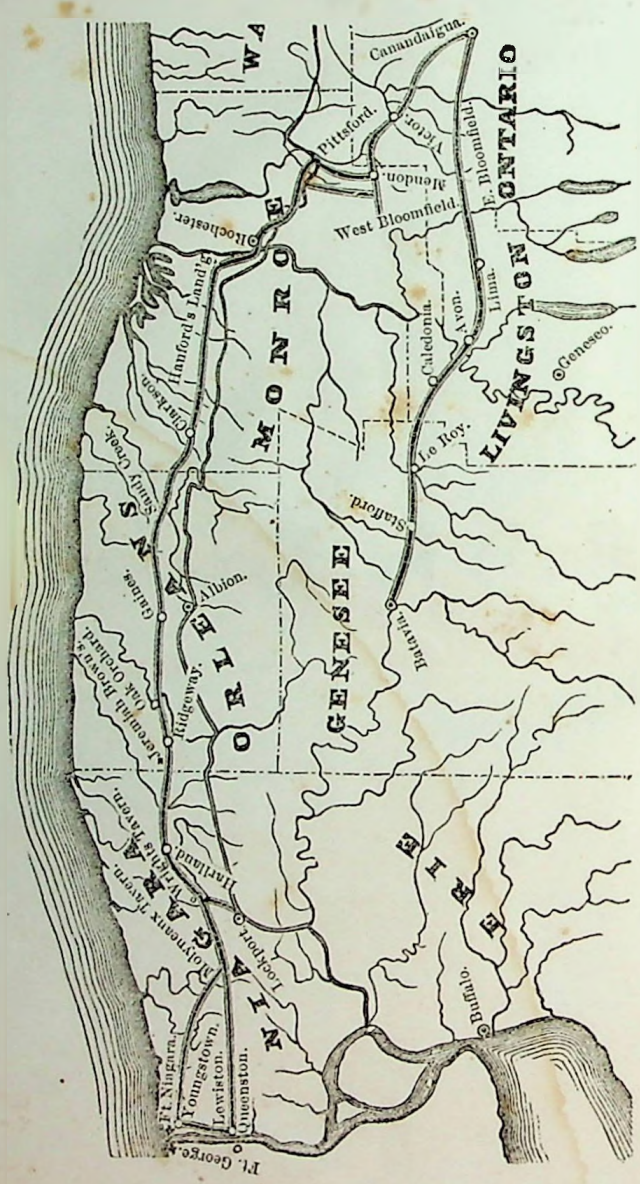 WA
Canandaigua.
ONTARIO
Victor.
Pittsford.
Mendon.
E. Bloomfield.
West Bloomfield.
Rochester.
MONROE
Hanford's Land'g
Lima.
Avon.
Caledonia.
LIVINGSTON
Geneseo.
Clarkson.
Le Roy.
Sandy Creek.
Stafford.
ORLEANS
Gaines.
Albion.
GENESEE
Batavia.
Oak Orchard.
Jeremiah Brown's.
Ridgeway.
Wright's Tavern.
Hartland.
Molyneaux Tavern.
NIAGARA
Lockport
ERIE
Buffalo.
Ft. Niagara.
Youngstown.
Lewiston.
Queenston.
Ft. George.